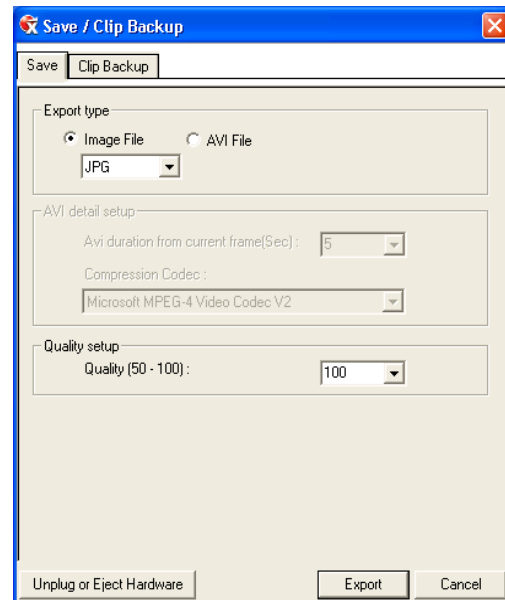 Save / Clip Backup
Save Clip Backup
Export type
Image File AVI File
JPG
AVI detail setup
Avi duration from current frame(Sec) : 5
Compression Codec :
Microsoft MPEG-4 Video Codec V2
Quality setup
Quality (50 - 100) : 100
Unplug or Eject Hardware Export Cancel